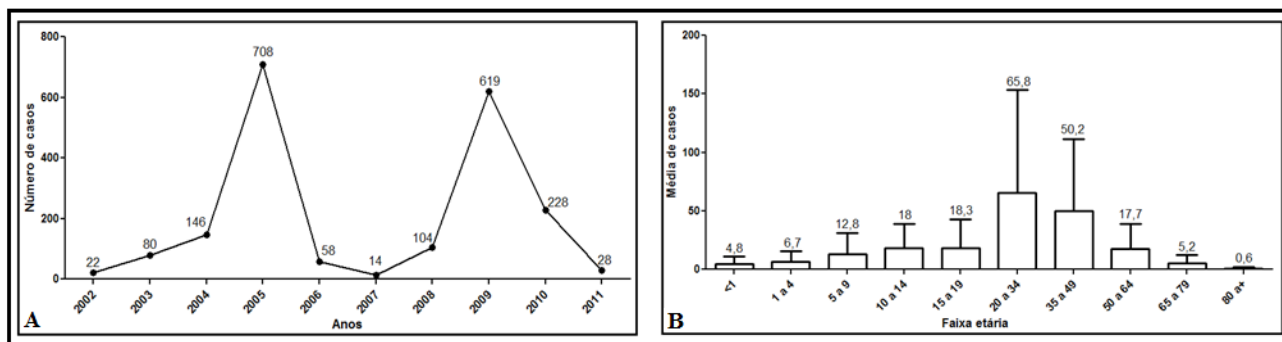 800
600
400
200
0
Número de casos
22
80
146
708
58
14
104
619
228
28
2002
2003
2004
2005
2006
2007
2008
2009
2010
2011
Anos
A
200
150
100
50
0
Média de casos
4,8
6,7
12,8
18
18,3
65,8
50,2
17,7
5,2
0,6
<1
1 a 4
5 a 9
10 a 14
15 a 19
20 a 34
35 a 49
50 a 64
65 a 79
80 a+
Faixa etária
B